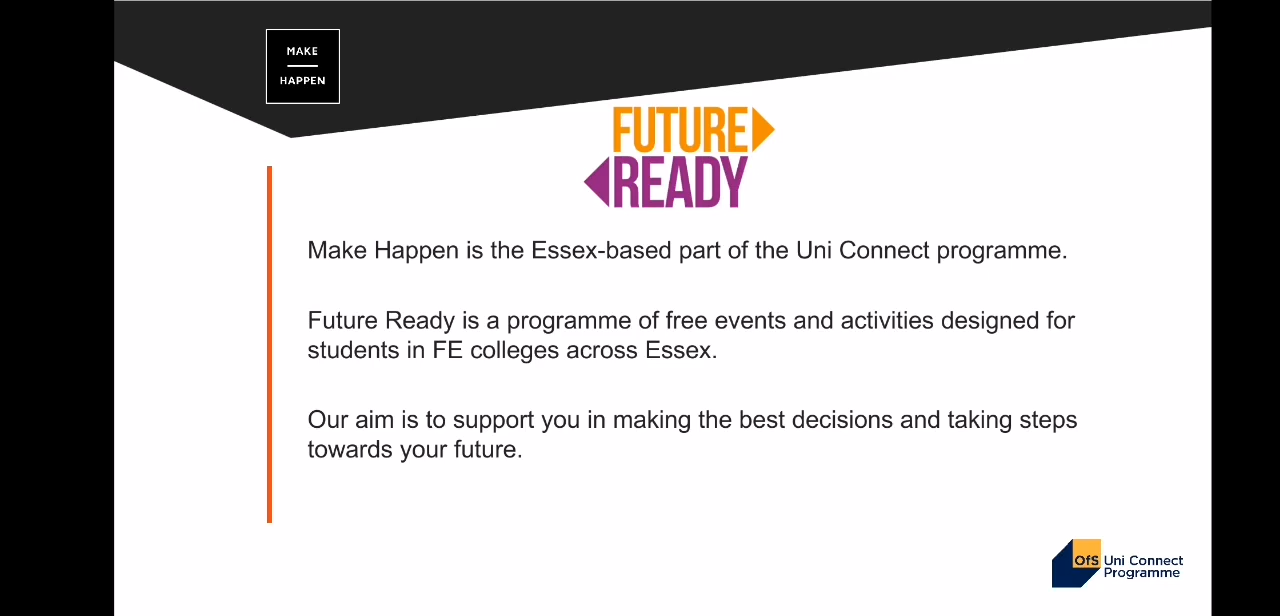 MAKE
HAPPEN
FUTURE
READY
Make Happen is the Essex-based part of the Uni Connect programme.
Future Ready is a programme of free events and activities designed for
students in FE colleges across Essex.
Our aim is to support you in making the best decisions and taking steps
towards your future.
OfS Uni Connect
Programme